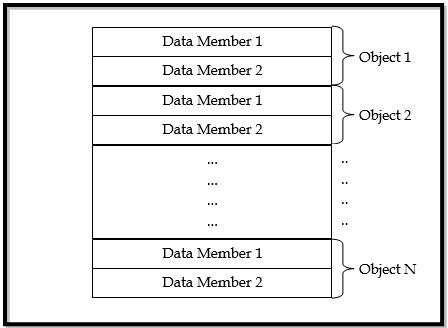 Data Member 1
Data Member 2
Object 1
Data Member 1
Data Member 2
Object 2
... ..
... ..
... ..
... ..
Data Member 1
Data Member 2
Object N